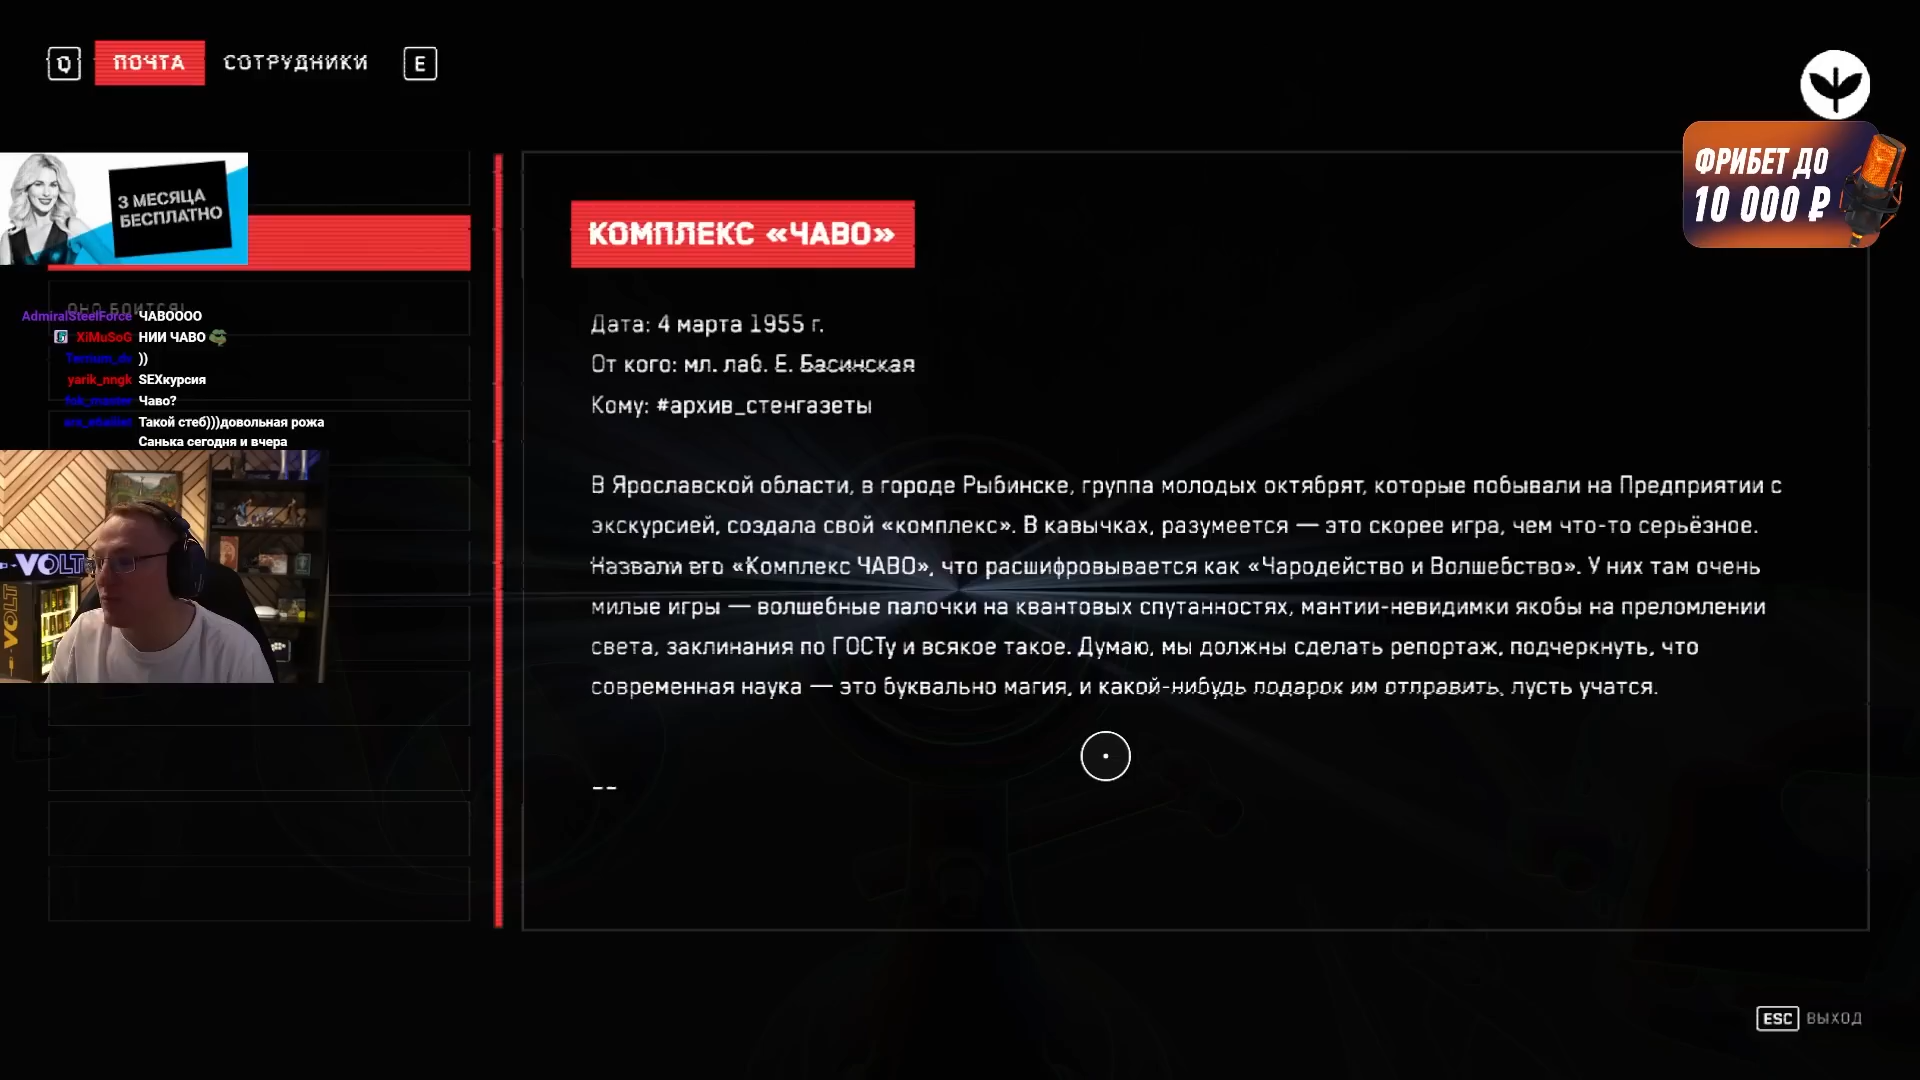 Q ПОЧТА СОТРУДНИКИ E
ФРИБЕТ ДО
10 000 ₽
3 МЕСЯЦА
БЕСПЛАТНО
ОНО БОИТСЯ!
AdmiralSteelForce ЧАВОООО
XiMuSoG НИИ ЧАВО
))
yarik_nngk SEXкурсия
Чаво?
Такой стеб)))довольная рожа
Санька сегодня и вчера
VOLT
VOLT
КОМПЛЕКС «ЧАВО»
Дата: 4 марта 1955 г.
От кого: мл. лаб. Е. Басинская
Кому: #архив_стенгазеты
В Ярославской области, в городе Рыбинске, группа молодых октябрят, которые побывали на Предприятии с
экскурсией, создала свой «комплекс». В кавычках, разумеется — это скорее игра, чем что-то серьёзное.
Назвали его «Комплекс ЧАВО», что расшифровывается как «Чародейство и Волшебство». У них там очень
милые игры — волшебные палочки на квантовых спутанностях, мантии-невидимки якобы на преломлении
света, заклинания по ГОСТу и всякое такое. Думаю, мы должны сделать репортаж, подчеркнуть, что
современная наука — это буквально магия, и какой-нибудь подарок им отправить, пусть учатся.
--
ESC ВЫХОД